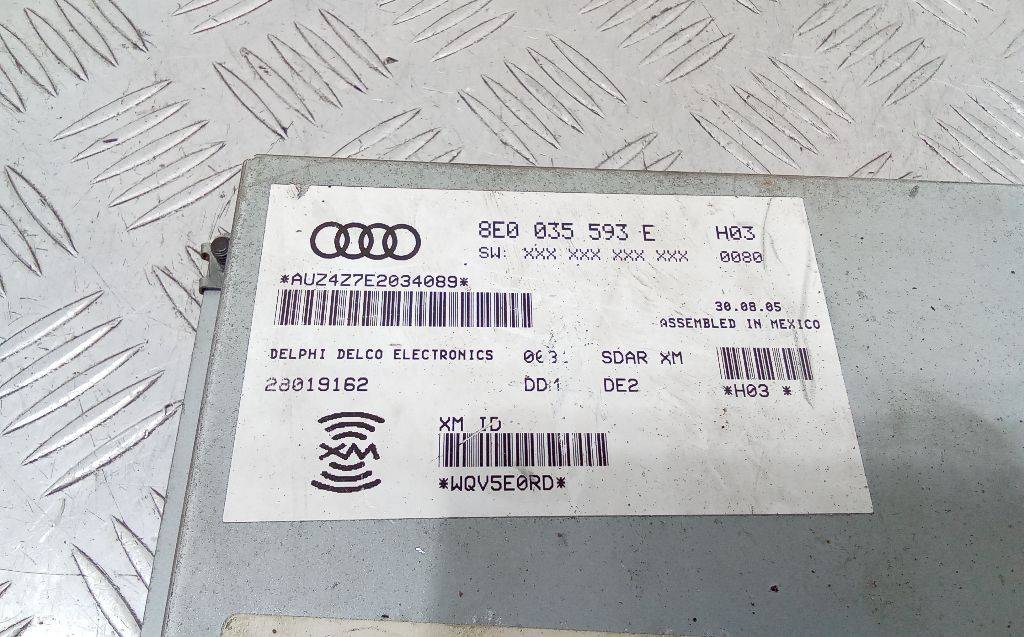 8E0 035 593 E H03
SW: XXX XXX XXX XXX 0080
*AUZ4Z7E2034089*
30.08.05
ASSEMBLED IN MEXICO
DELPHI DELCO ELECTRONICS SDAR XM
28019162 DE2
*H03 *
XM ID
XM
*WQV5E0RD*